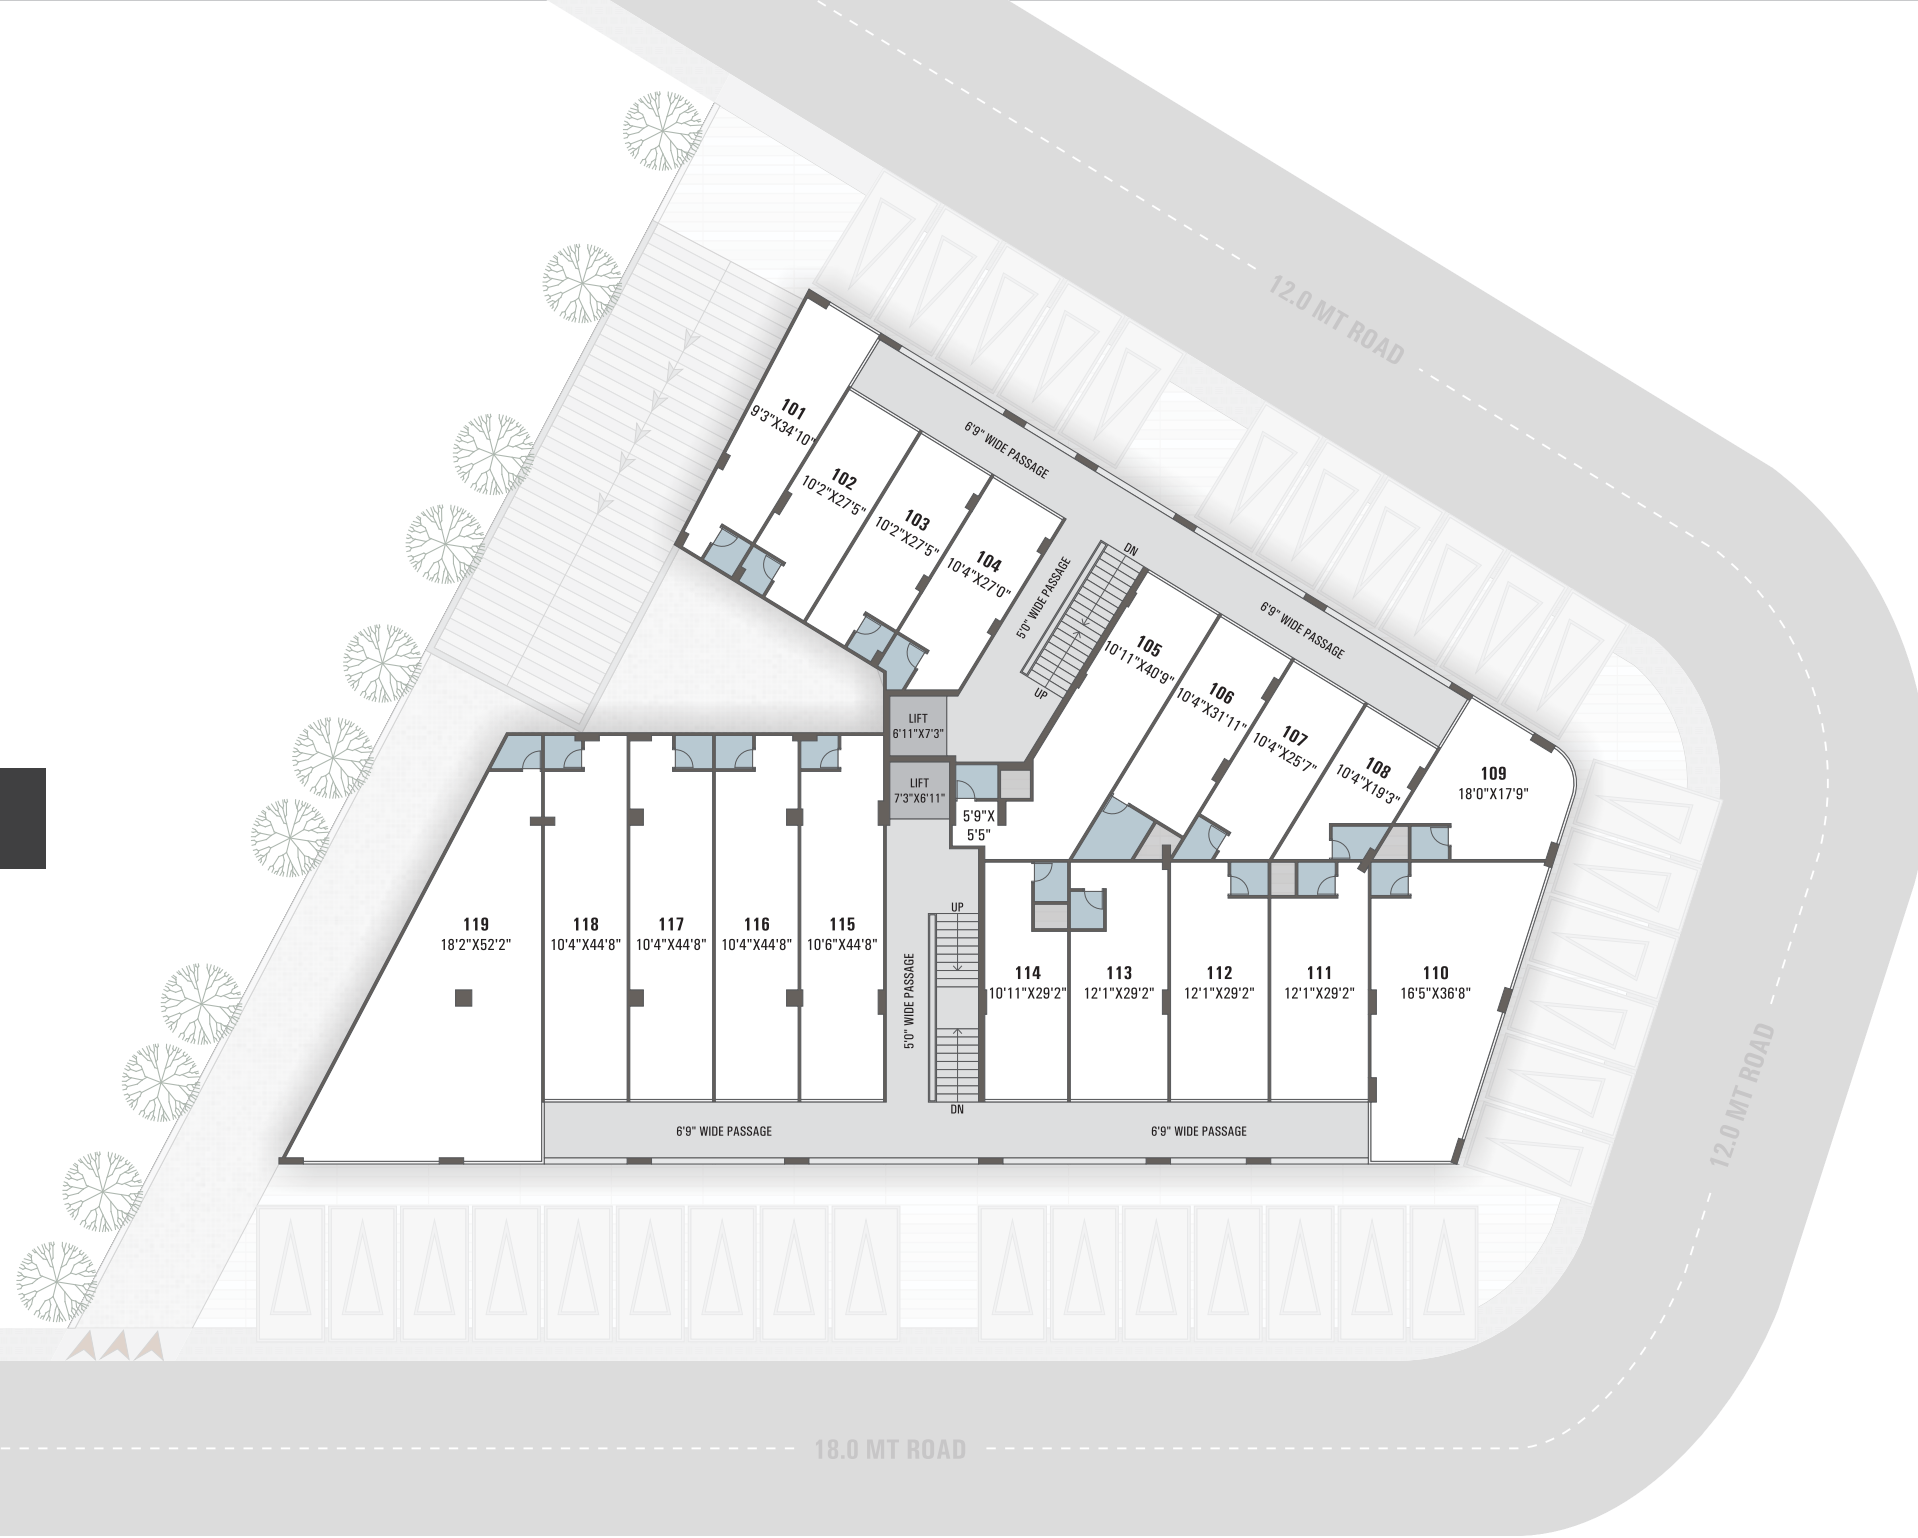 12.0 MT ROAD
101
9'3"X34'10"
6'9" WIDE PASSAGE
102
10'2"X27'5"
103
10'2"X27'5"
104
10'4"X27'0"
DN
5'0" WIDE PASSAGE
UP
6'9" WIDE PASSAGE
105
10'11"X40'9"
106
10'4"X31'11"
107
10'4"X25'7"
108
10'4"X19'3"
109
18'0"X17'9"
LIFT
6'11"X7'3"
LIFT
7'3"X6'11"
5'9"X
5'5"
119
18'2"X52'2"
118
10'4"X44'8"
117
10'4"X44'8"
116
10'4"X44'8"
115
10'6"X44'8"
UP
5'0" WIDE PASSAGE
DN
114
10'11"X29'2"
113
12'1"X29'2"
112
12'1"X29'2"
111
12'1"X29'2"
110
16'5"X36'8"
12.0 MT ROAD
6'9" WIDE PASSAGE
6'9" WIDE PASSAGE
18.0 MT ROAD